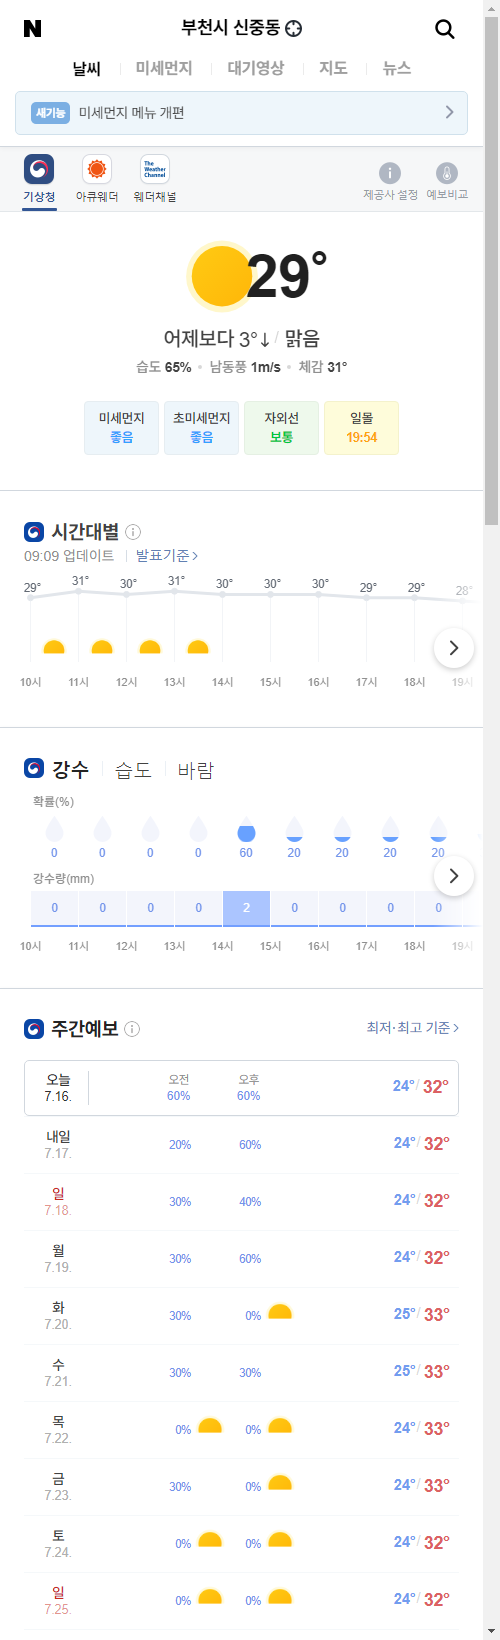 N
부천시 신중동
날씨 미세먼지 대기영상 지도 뉴스
새기능 미세먼지 메뉴 개편
The Weather Channel
기상청 아큐웨더 웨더채널 제공사 설정 예보비교
29°
어제보다 3°↓ / 맑음
습도 65% 남동풍 1m/s 체감 31°
미세먼지 초미세먼지 자외선 일몰
좋음 좋음 보통 19:54
시간대별
09:09 업데이트 발표기준
29° 31° 30° 31° 30° 30° 30° 29° 29° 28°
10시 11시 12시 13시 14시 15시 16시 17시 18시 19시
강수 습도 바람
확률(%)
0 0 0 0 60 20 20 20 20
강수량(mm)
0 0 0 0 2 0 0 0 0
10시 11시 12시 13시 14시 15시 16시 17시 18시 19시
주간예보 최저·최고 기준
오늘 오전 오후
7.16. 60% 60% 24°/ 32°
내일
7.17. 20% 60% 24°/ 32°
일
7.18. 30% 40% 24°/ 32°
월
7.19. 30% 60% 24°/ 32°
화
7.20. 30% 0% 25°/ 33°
수
7.21. 30% 30% 25°/ 33°
목
7.22. 0% 0% 24°/ 33°
금
7.23. 30% 0% 24°/ 33°
토
7.24. 0% 0% 24°/ 32°
일
7.25. 0% 0% 24°/ 32°